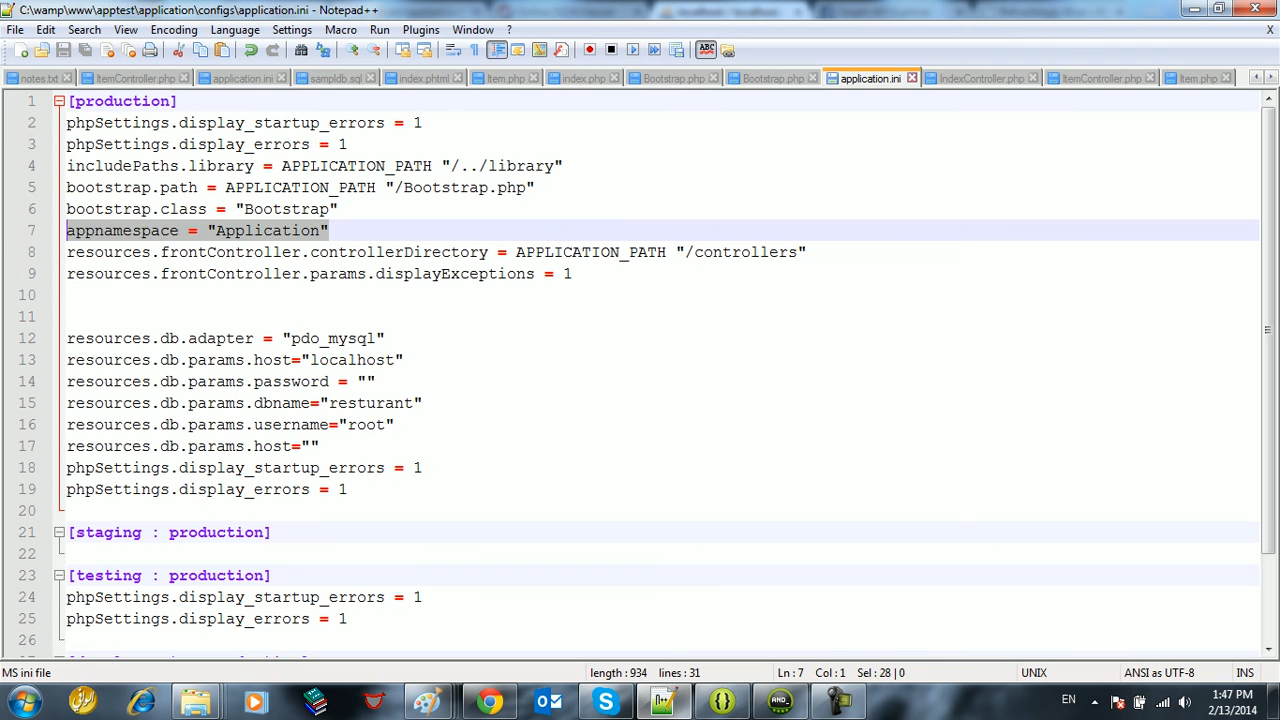 C:\wamp\www\apptest\application\configs\application.ini - Notepad++
File Edit Search View Encoding Language Settings Macro Run Plugins Window ? X
notes.txt ItemController.php application.ini sampldb.sql index.phtml Item.php index.php Bootstrap.php Bootstrap.php application.ini IndexController.php ItemController.php Item.php
1 [production]
2 phpSettings.display_startup_errors = 1
3 phpSettings.display_errors = 1
4 includePaths.library = APPLICATION_PATH "/../library"
5 bootstrap.path = APPLICATION_PATH "/Bootstrap.php"
6 bootstrap.class = "Bootstrap"
7 appnamespace = "Application"
8 resources.frontController.controllerDirectory = APPLICATION_PATH "/controllers"
9 resources.frontController.params.displayExceptions = 1
10
11
12 resources.db.adapter = "pdo_mysql"
13 resources.db.params.host="localhost"
14 resources.db.params.password = ""
15 resources.db.params.dbname="resturant"
16 resources.db.params.username="root"
17 resources.db.params.host=""
18 phpSettings.display_startup_errors = 1
19 phpSettings.display_errors = 1
20
21 [staging : production]
22
23 [testing : production]
24 phpSettings.display_startup_errors = 1
25 phpSettings.display_errors = 1
26
MS ini file length : 934 lines : 31 Ln : 7 Col : 1 Sel : 28 | 0 UNIX ANSI as UTF-8 INS
EN 1:47 PM
2/13/2014